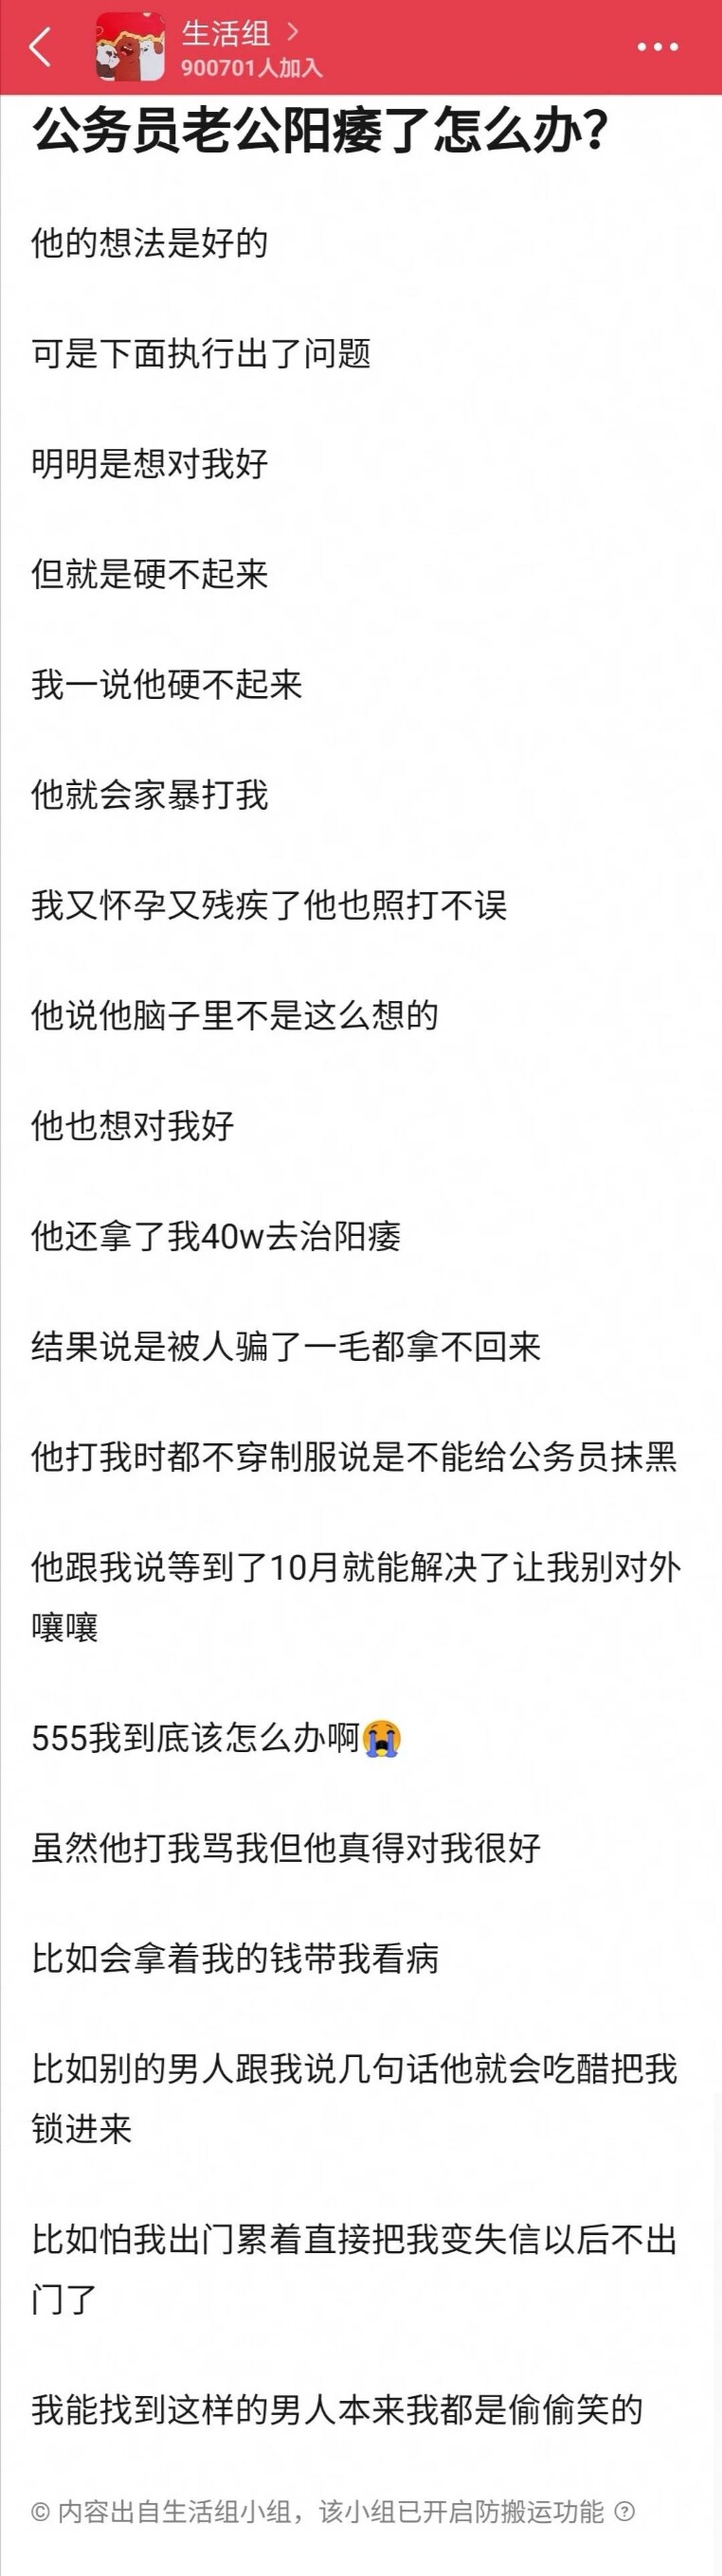 生活组
900701人加入
公务员老公阳痿了怎么办？
他的想法是好的
可是下面执行出了问题
明明是想对我好
但就是硬不起来
我一说他硬不起来
他就会家暴打我
我又怀孕又残疾了他也照打不误
他说他脑子里不是这么想的
他也想对我好
他还拿了我40w去治阳痿
结果说是被人骗了一毛都拿不回来
他打我时都不穿制服说是不能给公务员抹黑
他跟我说等到了10月就能解决了让我别对外
嚷嚷
555我到底该怎么办啊😭
虽然他打我骂我但他真得对我很好
比如会拿着我的钱带我看病
比如别的男人跟我说几句话他就会吃醋把我
锁进来
比如怕我出门累着直接把我变失信以后不出
门了
我能找到这样的男人本来我都是偷偷笑的
© 内容出自生活组小组，该小组已开启防搬运功能